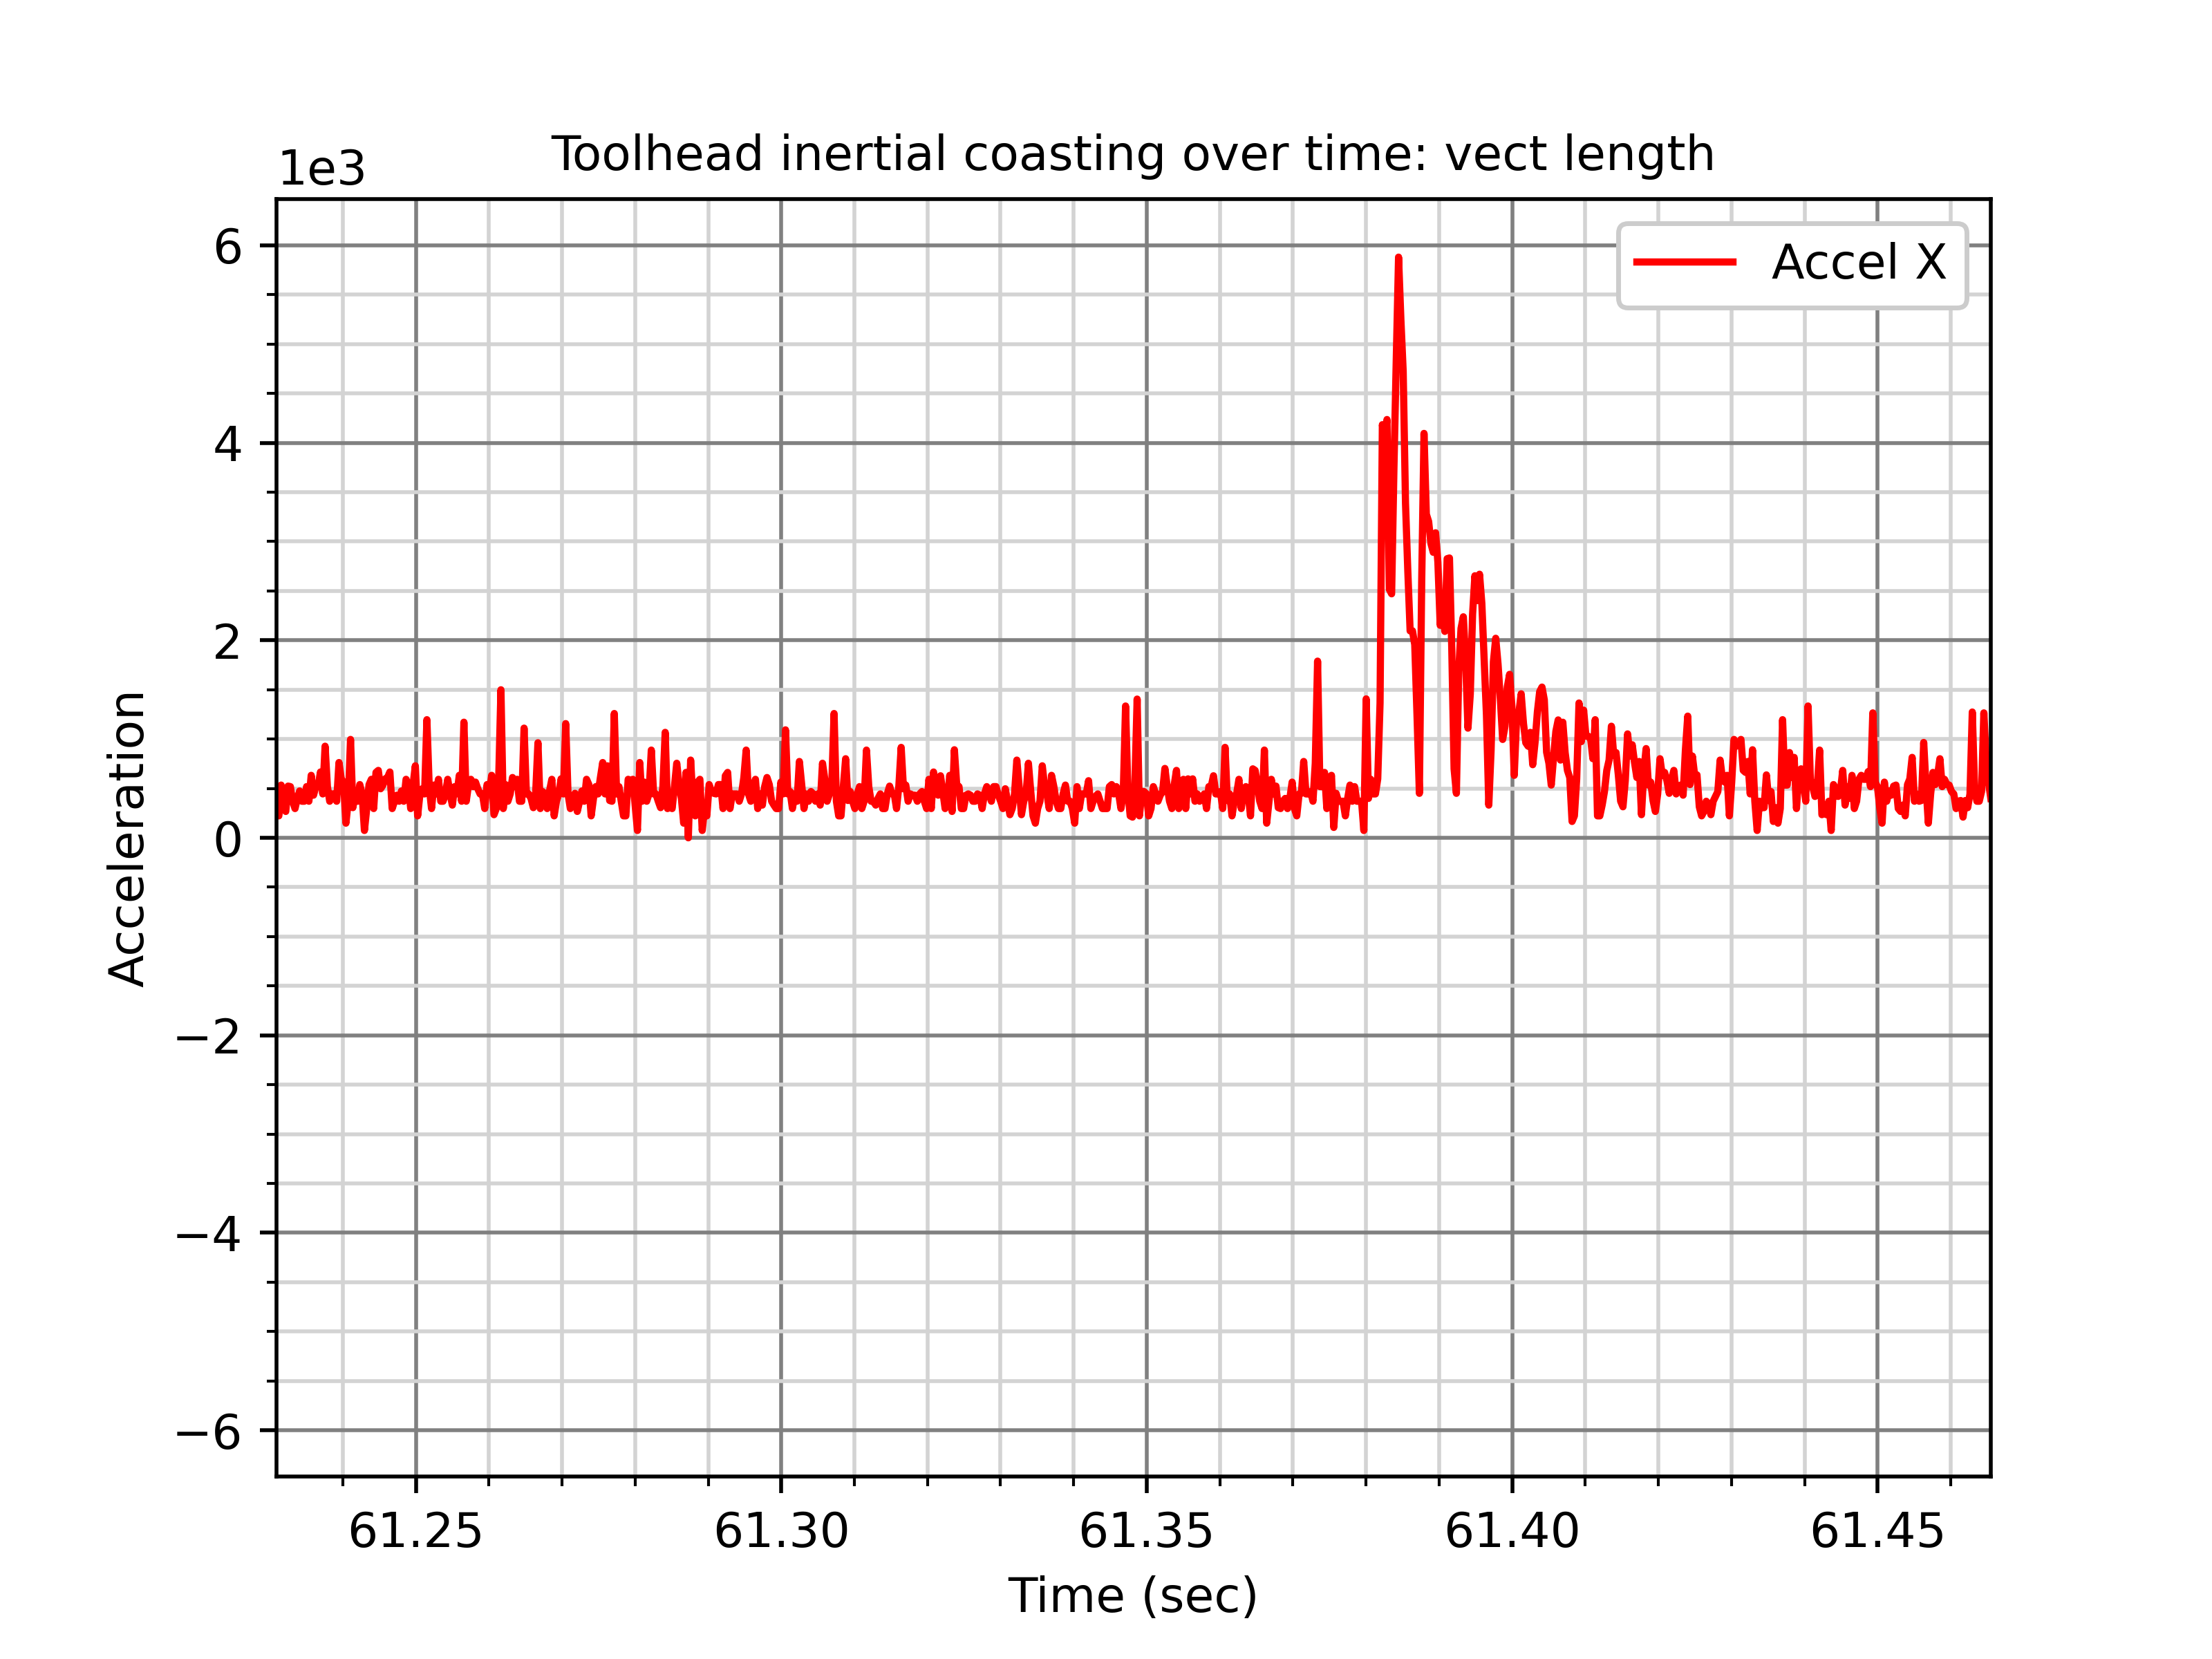 Toolhead inertial coasting over time: vect length
1e3
Accel X
6
4
2
0
−2
−4
−6
Acceleration
61.25 61.30 61.35 61.40 61.45
Time (sec)